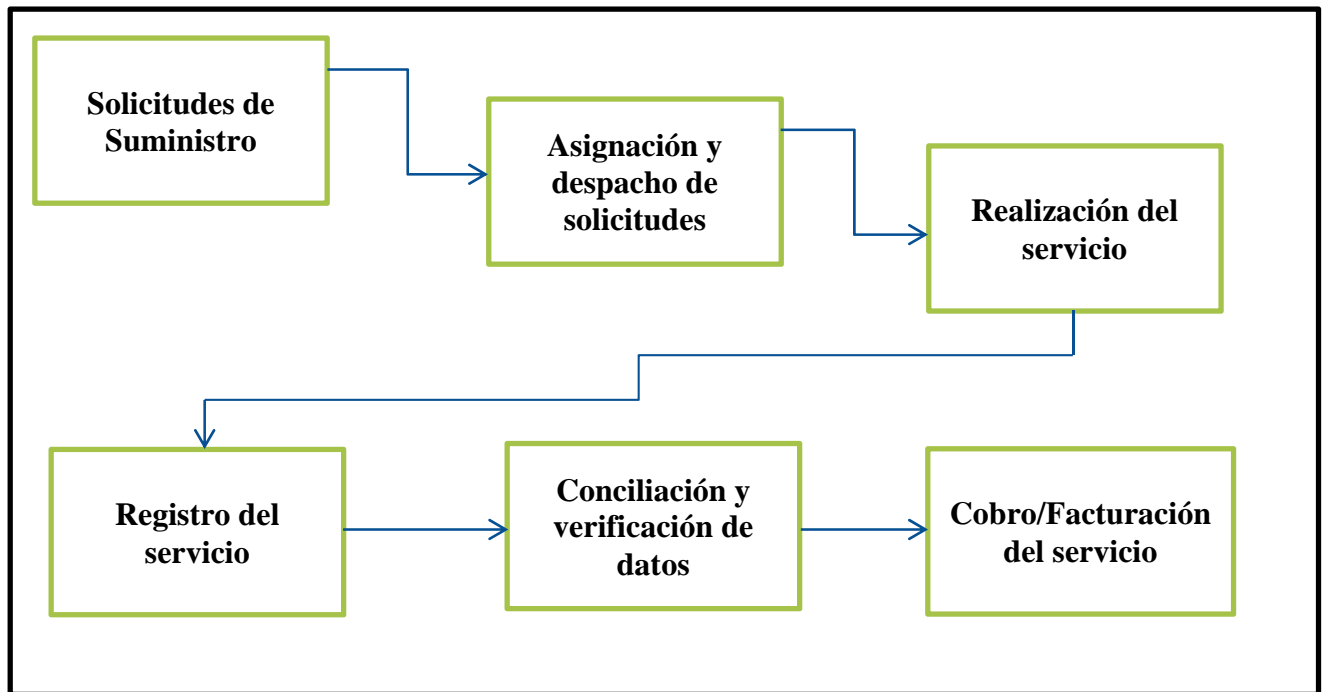 Solicitudes de
Suministro
Asignación y
despacho de
solicitudes
Realización del
servicio
Registro del
servicio
Conciliación y
verificación de
datos
Cobro/Facturación
del servicio